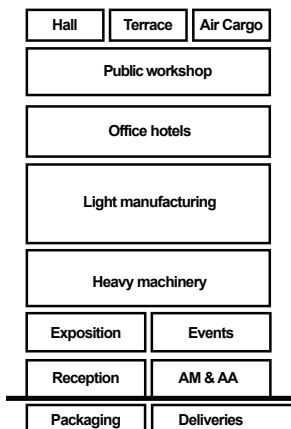 Hall Terrace Air Cargo
Public workshop
Office hotels
Light manufacturing
Heavy machinery
Exposition Events
Reception AM & AA
Packaging Deliveries